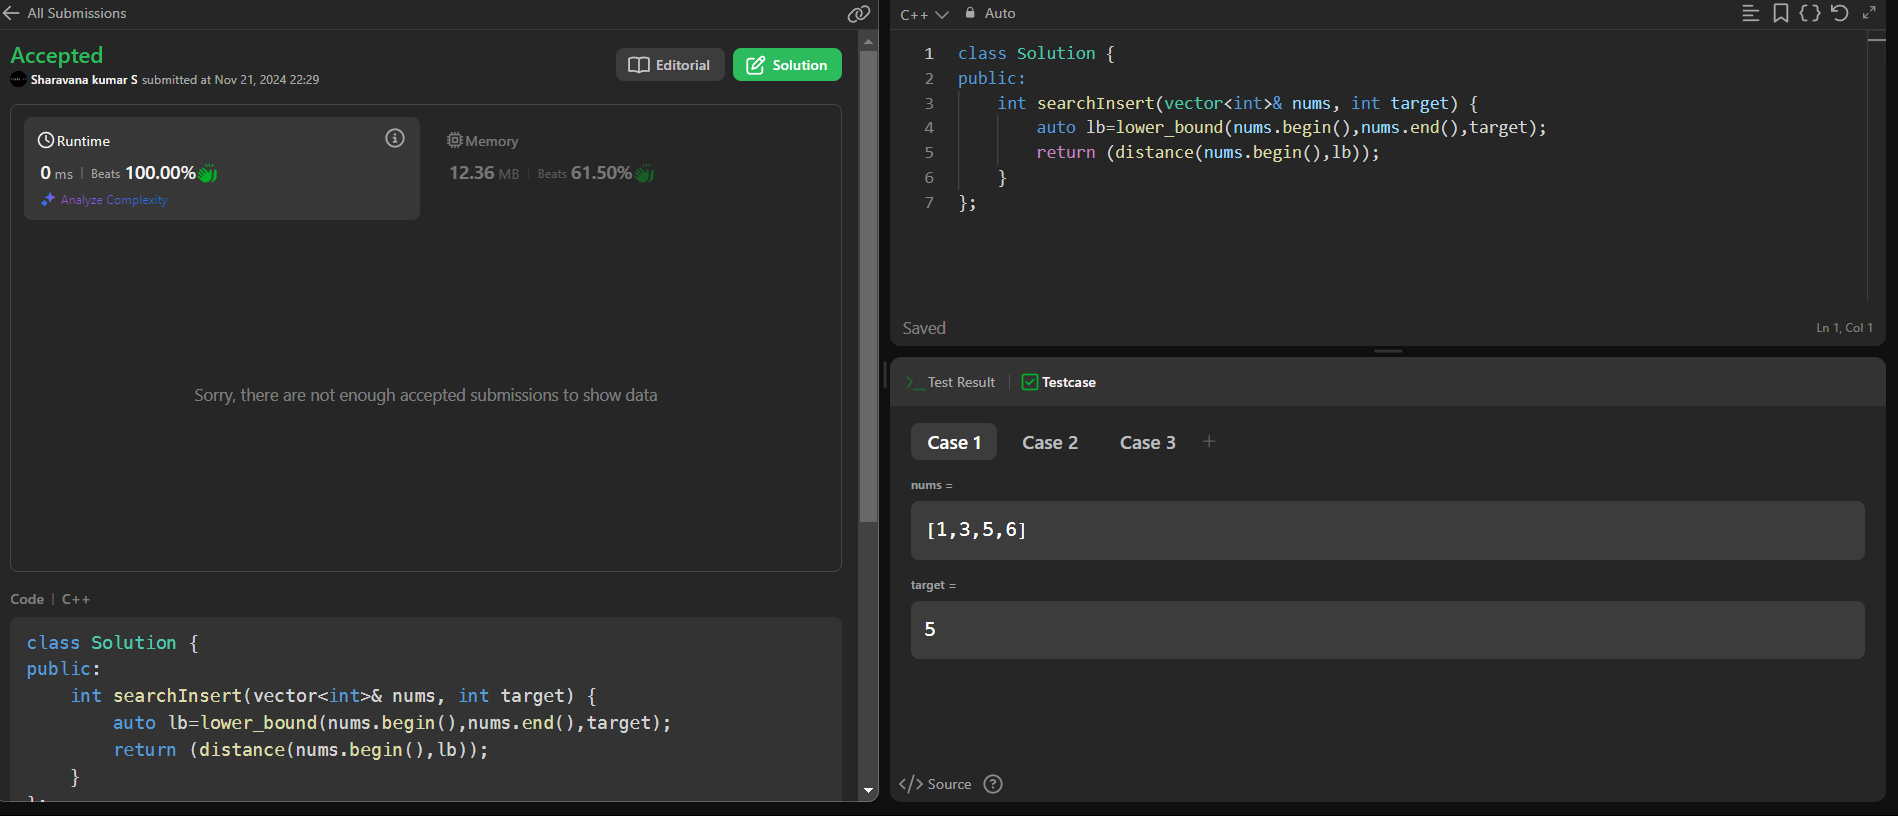 All Submissions
Accepted
Sharavana kumar S submitted at Nov 21, 2024 22:29
Editorial
Solution
Runtime
0 ms | Beats 100.00%
Analyze Complexity
Memory
12.36 MB | Beats 61.50%
Sorry, there are not enough accepted submissions to show data
Code | C++
class Solution {
public:
    int searchInsert(vector<int>& nums, int target) {
        auto lb=lower_bound(nums.begin(),nums.end(),target);
        return (distance(nums.begin(),lb));
    }
};
C++
Auto
1 class Solution {
2 public:
3     int searchInsert(vector<int>& nums, int target) {
4         auto lb=lower_bound(nums.begin(),nums.end(),target);
5         return (distance(nums.begin(),lb));
6     }
7 };
Saved
Ln 1, Col 1
Test Result | Testcase
Case 1 Case 2 Case 3 +
nums =
[1,3,5,6]
target =
5
</> Source ?